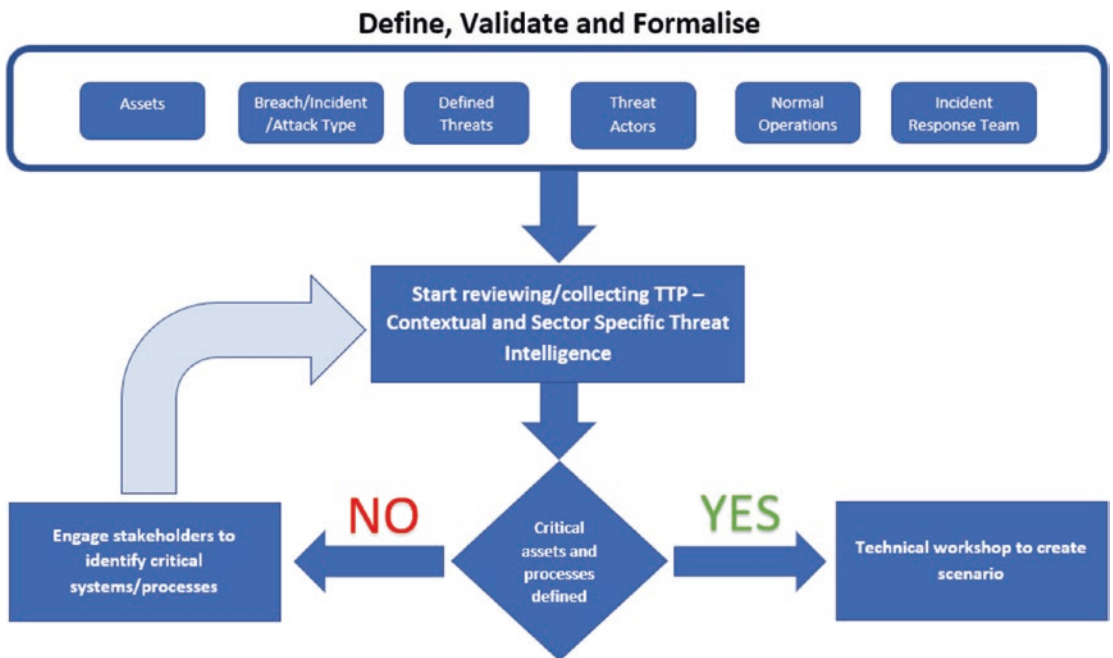 Define, Validate and Formalise
Assets
Breach/Incident
/Attack Type
Defined
Threats
Threat
Actors
Normal
Operations
Incident
Response Team
Start reviewing/collecting TTP –
Contextual and Sector Specific Threat
Intelligence
NO
YES
Engage stakeholders to
identify critical
systems/processes
Critical
assets and
processes
defined
Technical workshop to create
scenario